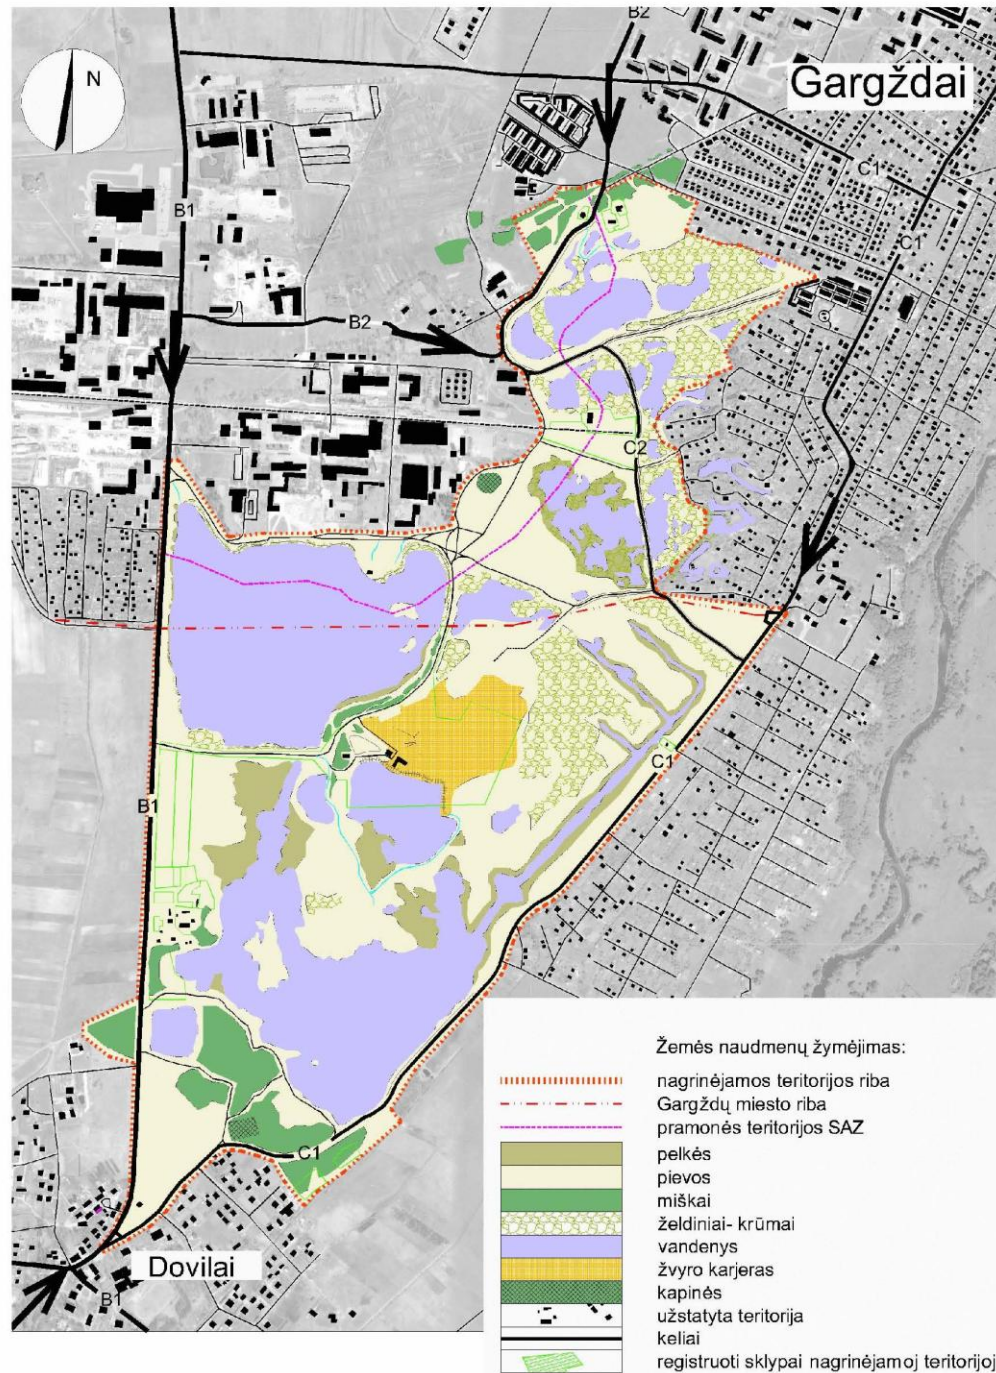 B2
N
Gargždai
B1
C1
C1
B2
C2
B1
C1
C1
Dovilai
B1
Žemės naudmenų žymėjimas:
nagrinėjamos teritorijos riba
Gargždų miesto riba
pramonės teritorijos SAZ
pelkės
pievos
miškai
želdiniai- krūmai
vandenys
žvyro karjeras
kapinės
užstatyta teritorija
keliai
registruoti sklypai nagrinėjamoj teritorijoj